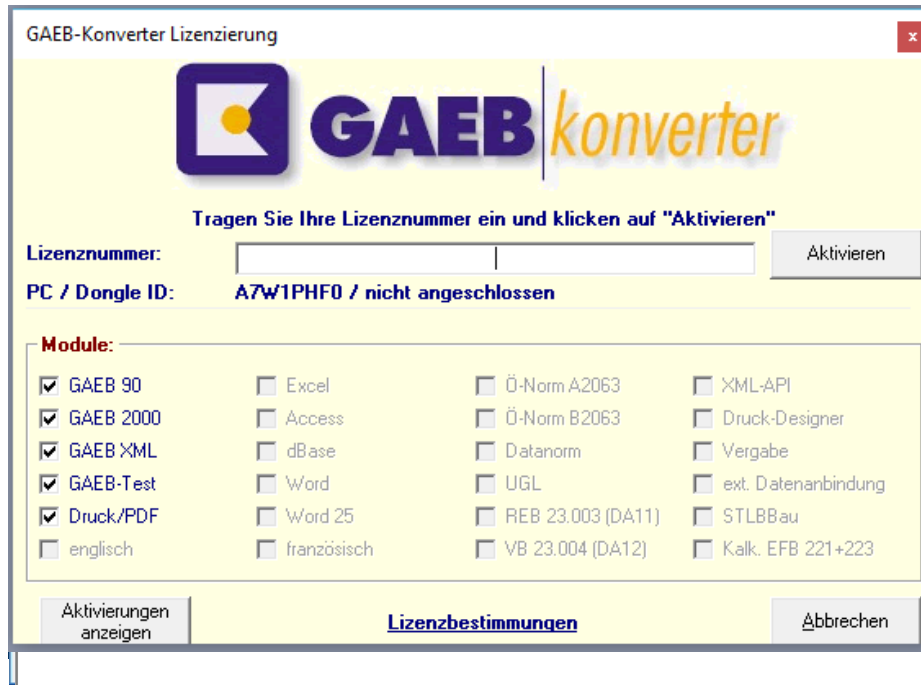 GAEB-Konverter Lizenzierung
x
GAEB konverter
Tragen Sie Ihre Lizenznummer ein und klicken auf "Aktivieren"
Lizenznummer:
Aktivieren
PC / Dongle ID: A7W1PHF0 / nicht angeschlossen
Module:
GAEB 90 Excel Ö-Norm A2063 XML-API
GAEB 2000 Access Ö-Norm B2063 Druck-Designer
GAEB XML dBase Datanorm Vergabe
GAEB-Test Word UGL ext. Datenanbindung
Druck/PDF Word 25 REB 23.003 (DA11) STLBBau
englisch französisch VB 23.004 (DA12) Kalk. EFB 221+223
Aktivierungen
anzeigen
Lizenzbestimmungen
Abbrechen